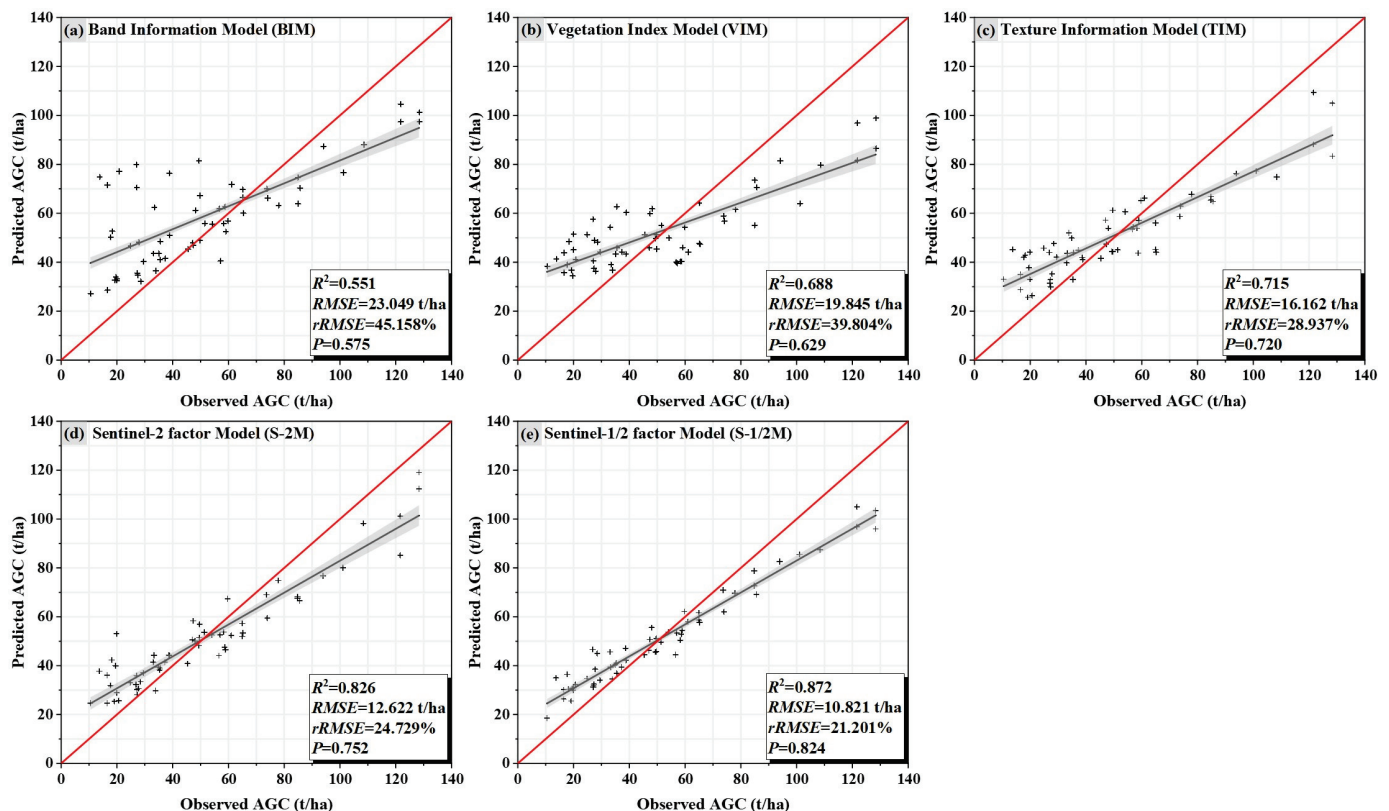 (a) Band Information Model (BIM)
Predicted AGC (t/ha)
140
120
100
80
60
40
20
0
R²=0.551
RMSE=23.049 t/ha
rRMSE=45.158%
P=0.575
0 20 40 60 80 100 120 140
Observed AGC (t/ha)
(b) Vegetation Index Model (VIM)
Predicted AGC (t/ha)
140
120
100
80
60
40
20
0
R²=0.688
RMSE=19.845 t/ha
rRMSE=39.804%
P=0.629
0 20 40 60 80 100 120 140
Observed AGC (t/ha)
(c) Texture Information Model (TIM)
Predicted AGC (t/ha)
140
120
100
80
60
40
20
0
R²=0.715
RMSE=16.162 t/ha
rRMSE=28.937%
P=0.720
0 20 40 60 80 100 120 140
Observed AGC (t/ha)
(d) Sentinel-2 factor Model (S-2M)
Predicted AGC (t/ha)
140
120
100
80
60
40
20
0
R²=0.826
RMSE=12.622 t/ha
rRMSE=24.729%
P=0.752
0 20 40 60 80 100 120 140
Observed AGC (t/ha)
(e) Sentinel-1/2 factor Model (S-1/2M)
Predicted AGC (t/ha)
140
120
100
80
60
40
20
0
R²=0.872
RMSE=10.821 t/ha
rRMSE=21.201%
P=0.824
0 20 40 60 80 100 120 140
Observed AGC (t/ha)